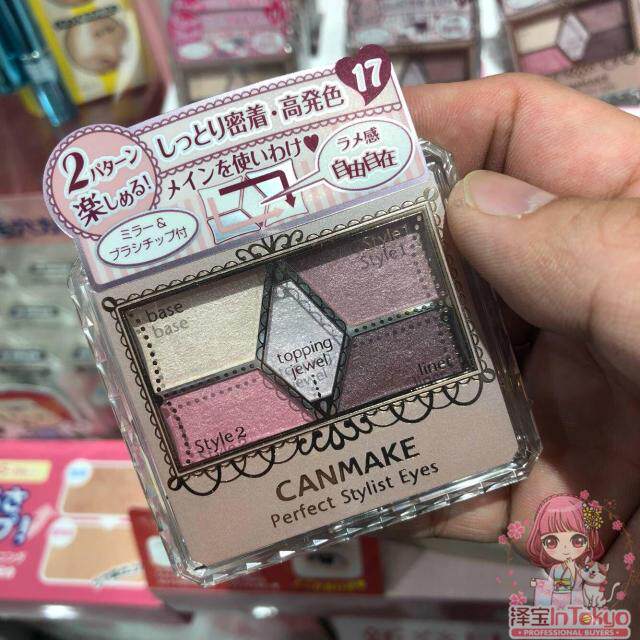 17
しっとり密着・高発色
2パターン
楽しめる!
メインを使いわけ♥
ラメ感
自由自在
ミラー&
ブラシチップ付
base
Style 1
topping
jewel
Style 2
liner
CANMAKE
Perfect Stylist Eyes
泽宝InTokyo
PROFESSIONAL BUYERS